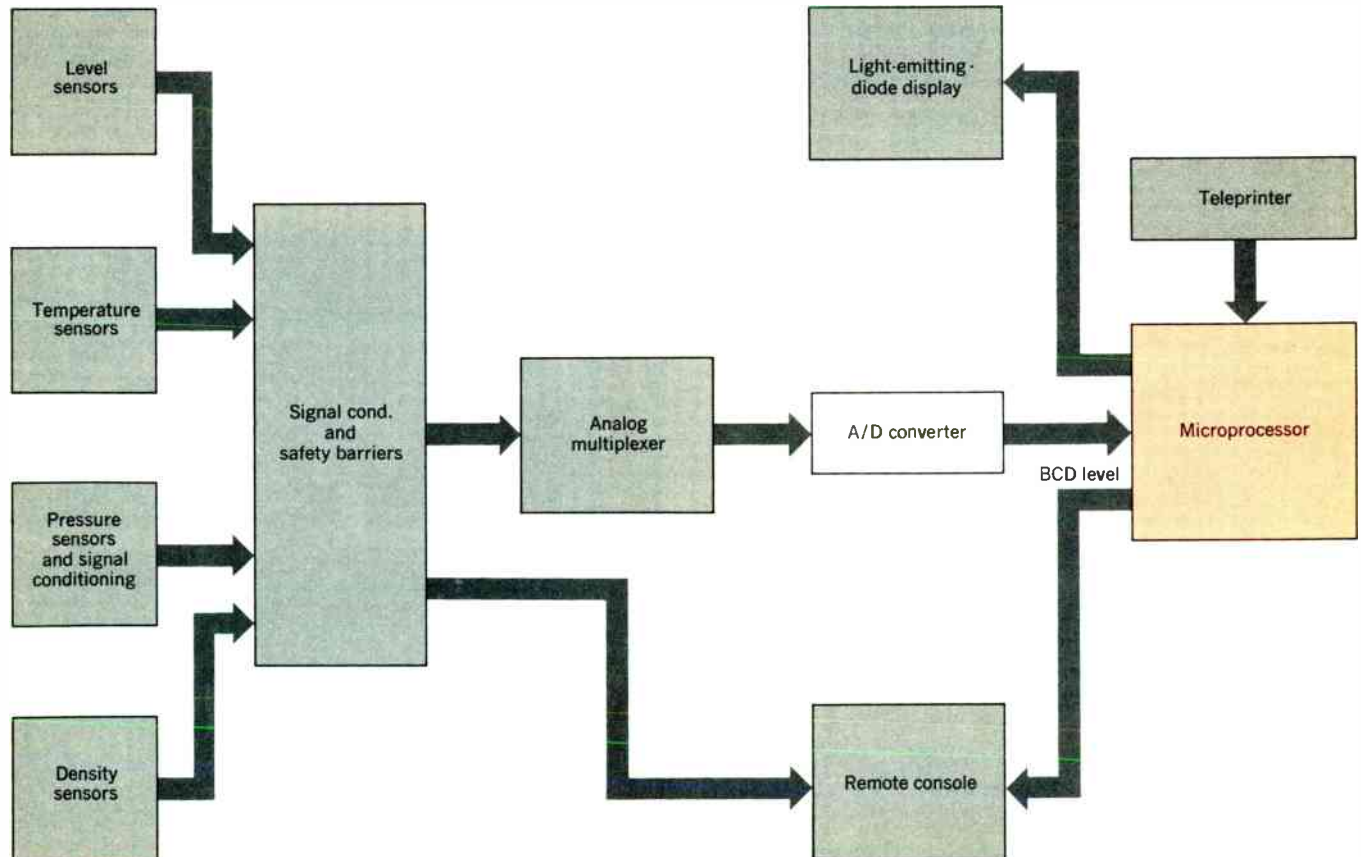 Level
sensors
Light-emitting-
diode display
Teleprinter
Temperature
sensors
Signal cond.
and
safety barriers
Analog
multiplexer
A/D converter
Microprocessor
BCD level
Pressure
sensors
and signal
conditioning
Density
sensors
Remote console